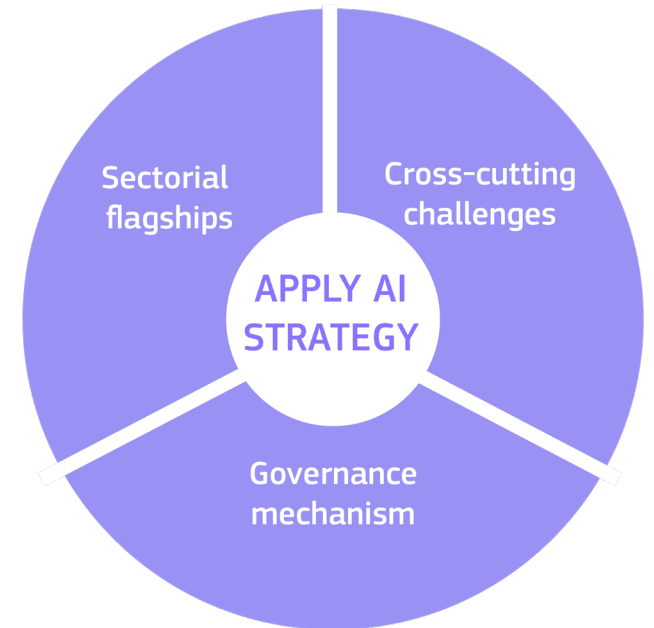 Sectorial
flagships
Cross-cutting
challenges
APPLY AI
STRATEGY
Governance
mechanism